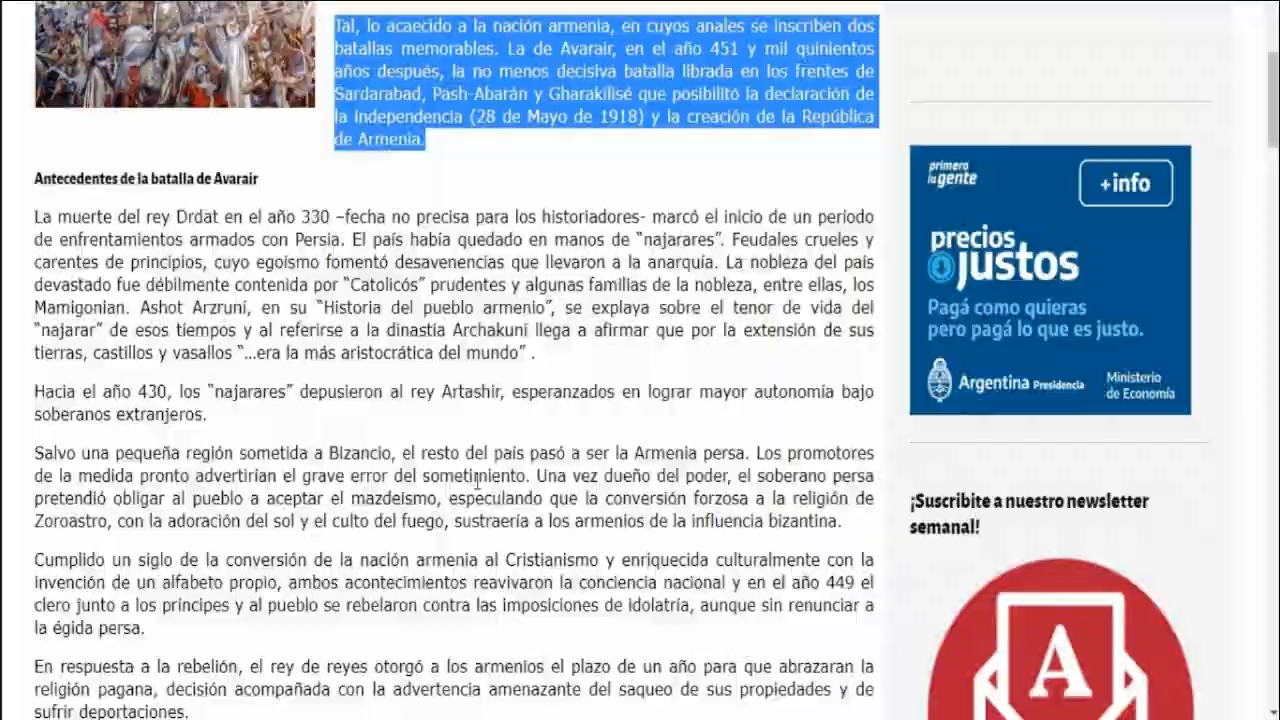 Tal, lo acaecido a la nación armenia, en cuyos anales se inscriben dos
batallas memorables. La de Avarair, en el año 451 y mil quinientos
años después, la no menos decisiva batalla librada en los frentes de
Sardarabad, Pash-Abarán y Gharakilisé que posibilitó la declaración de
la independencia (28 de Mayo de 1918) y la creación de la República
de Armenia.
Antecedentes de la batalla de Avarair
La muerte del rey Drdat en el año 330 –fecha no precisa para los historiadores- marcó el inicio de un período
de enfrentamientos armados con Persia. El país había quedado en manos de “najarares”. Feudales crueles y
carentes de principios, cuyo egoísmo fomentó desavenencias que llevaron a la anarquía. La nobleza del país
devastado fue débilmente contenida por “Catolicós” prudentes y algunas familias de la nobleza, entre ellas, los
Mamigonian. Ashot Arzruní, en su “Historia del pueblo armenio”, se explaya sobre el tenor de vida del
“najarar” de esos tiempos y al referirse a la dinastía Archakuni llega a afirmar que por la extensión de sus
tierras, castillos y vasallos “...era la más aristocrática del mundo” .
Hacia el año 430, los “najarares” depusieron al rey Artashir, esperanzados en lograr mayor autonomía bajo
soberanos extranjeros.
Salvo una pequeña región sometida a Bizancio, el resto del país pasó a ser la Armenia persa. Los promotores
de la medida pronto advertirían el grave error del sometimiento. Una vez dueño del poder, el soberano persa
pretendió obligar al pueblo a aceptar el mazdeísmo, especulando que la conversión forzosa a la religión de
Zoroastro, con la adoración del sol y el culto del fuego, sustraería a los armenios de la influencia bizantina.
Cumplido un siglo de la conversión de la nación armenia al Cristianismo y enriquecida culturalmente con la
invención de un alfabeto propio, ambos acontecimientos reavivaron la conciencia nacional y en el año 449 el
clero junto a los príncipes y al pueblo se rebelaron contra las imposiciones de idolatría, aunque sin renunciar a
la égida persa.
En respuesta a la rebelión, el rey de reyes otorgó a los armenios el plazo de un año para que abrazaran la
religión pagana, decisión acompañada con la advertencia amenazante del saqueo de sus propiedades y de
sufrir deportaciones.
primero
la gente
+info
precios
justos
Pagá como quieras
pero pagá lo que es justo.
Argentina Presidencia
Ministerio
de Economía
¡Suscribite a nuestro newsletter
semanal!
A